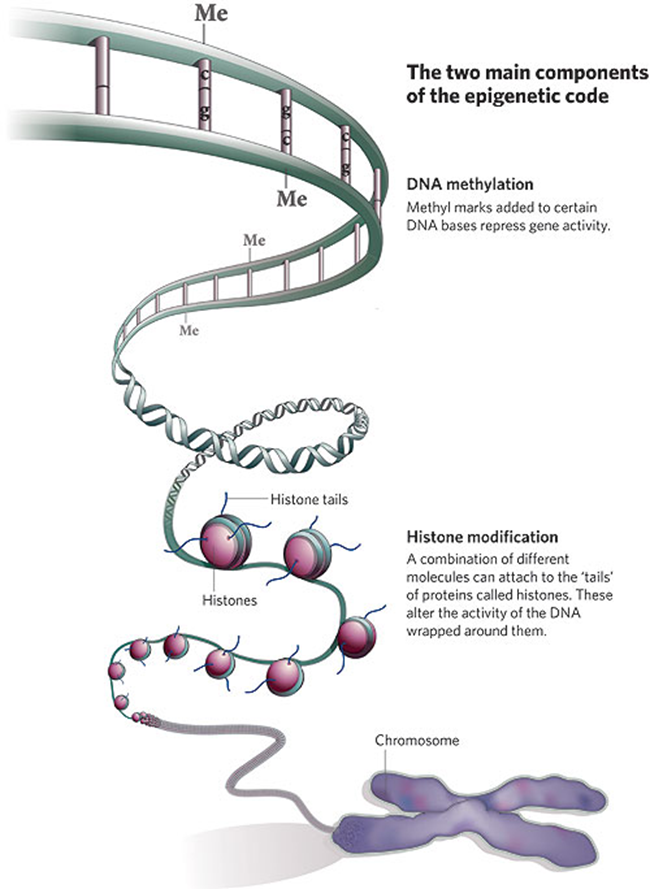 Me
The two main components
of the epigenetic code
C
g
g
C
C
g
DNA methylation
Methyl marks added to certain
DNA bases repress gene activity.
Me
Me
Me
Histone tails
Histone modification
A combination of different
molecules can attach to the ‘tails’
of proteins called histones. These
alter the activity of the DNA
wrapped around them.
Histones
Chromosome